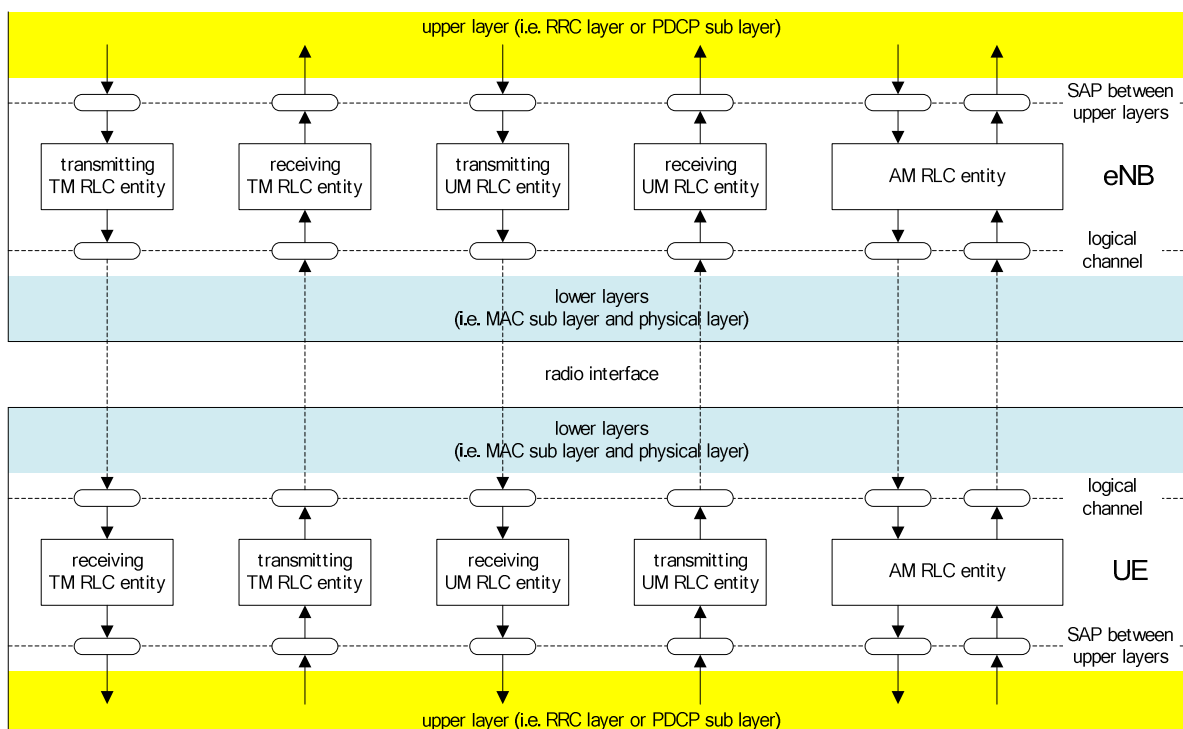 upper layer (i.e. RRC layer or PDCP sub layer)
SAP between
upper layers
transmitting
TM RLC entity
receiving
TM RLC entity
transmitting
UM RLC entity
receiving
UM RLC entity
AM RLC entity
eNB
logical
channel
lower layers
(i.e. MAC sub layer and physical layer)
radio interface
lower layers
(i.e. MAC sub layer and physical layer)
logical
channel
receiving
TM RLC entity
transmitting
TM RLC entity
receiving
UM RLC entity
transmitting
UM RLC entity
AM RLC entity
UE
SAP between
upper layers
upper layer (i.e. RRC layer or PDCP sub layer)